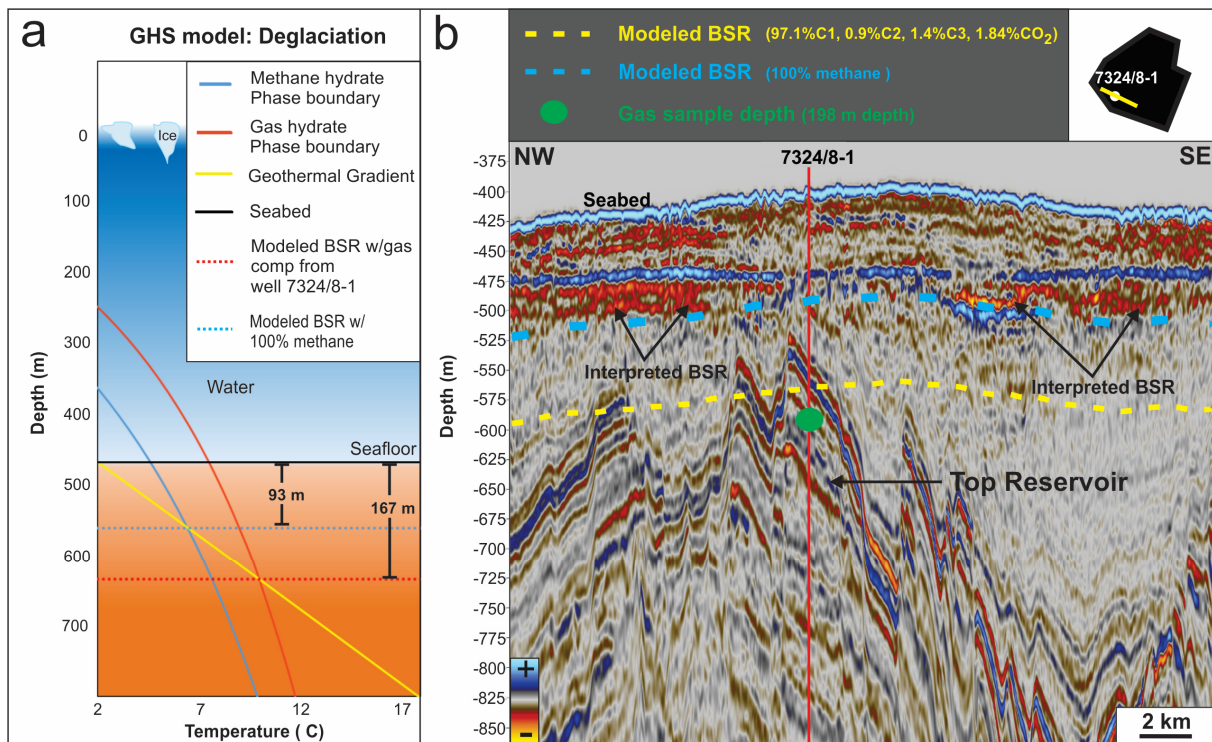 a
GHS model: Deglaciation
Methane hydrate
Phase boundary
Gas hydrate
Phase boundary
Geothermal Gradient
Seabed
Modeled BSR w/gas
comp from
well 7324/8-1
Modeled BSR w/
100% methane
Ice
Water
Seafloor
93 m
167 m
Depth (m)
0
100
200
300
400
500
600
700
2 7 12 17
Temperature ( C)
b
Modeled BSR (97.1%C1, 0.9%C2, 1.4%C3, 1.84%CO2)
Modeled BSR (100% methane )
Gas sample depth (198 m depth)
7324/8-1
NW
7324/8-1
SE
Seabed
Interpreted BSR
Interpreted BSR
Top Reservoir
Depth (m)
-375
-400
-425
-450
-475
-500
-525
-550
-575
-600
-625
-650
-675
-700
-725
-750
-775
-800
-825
-850
+
-
2 km